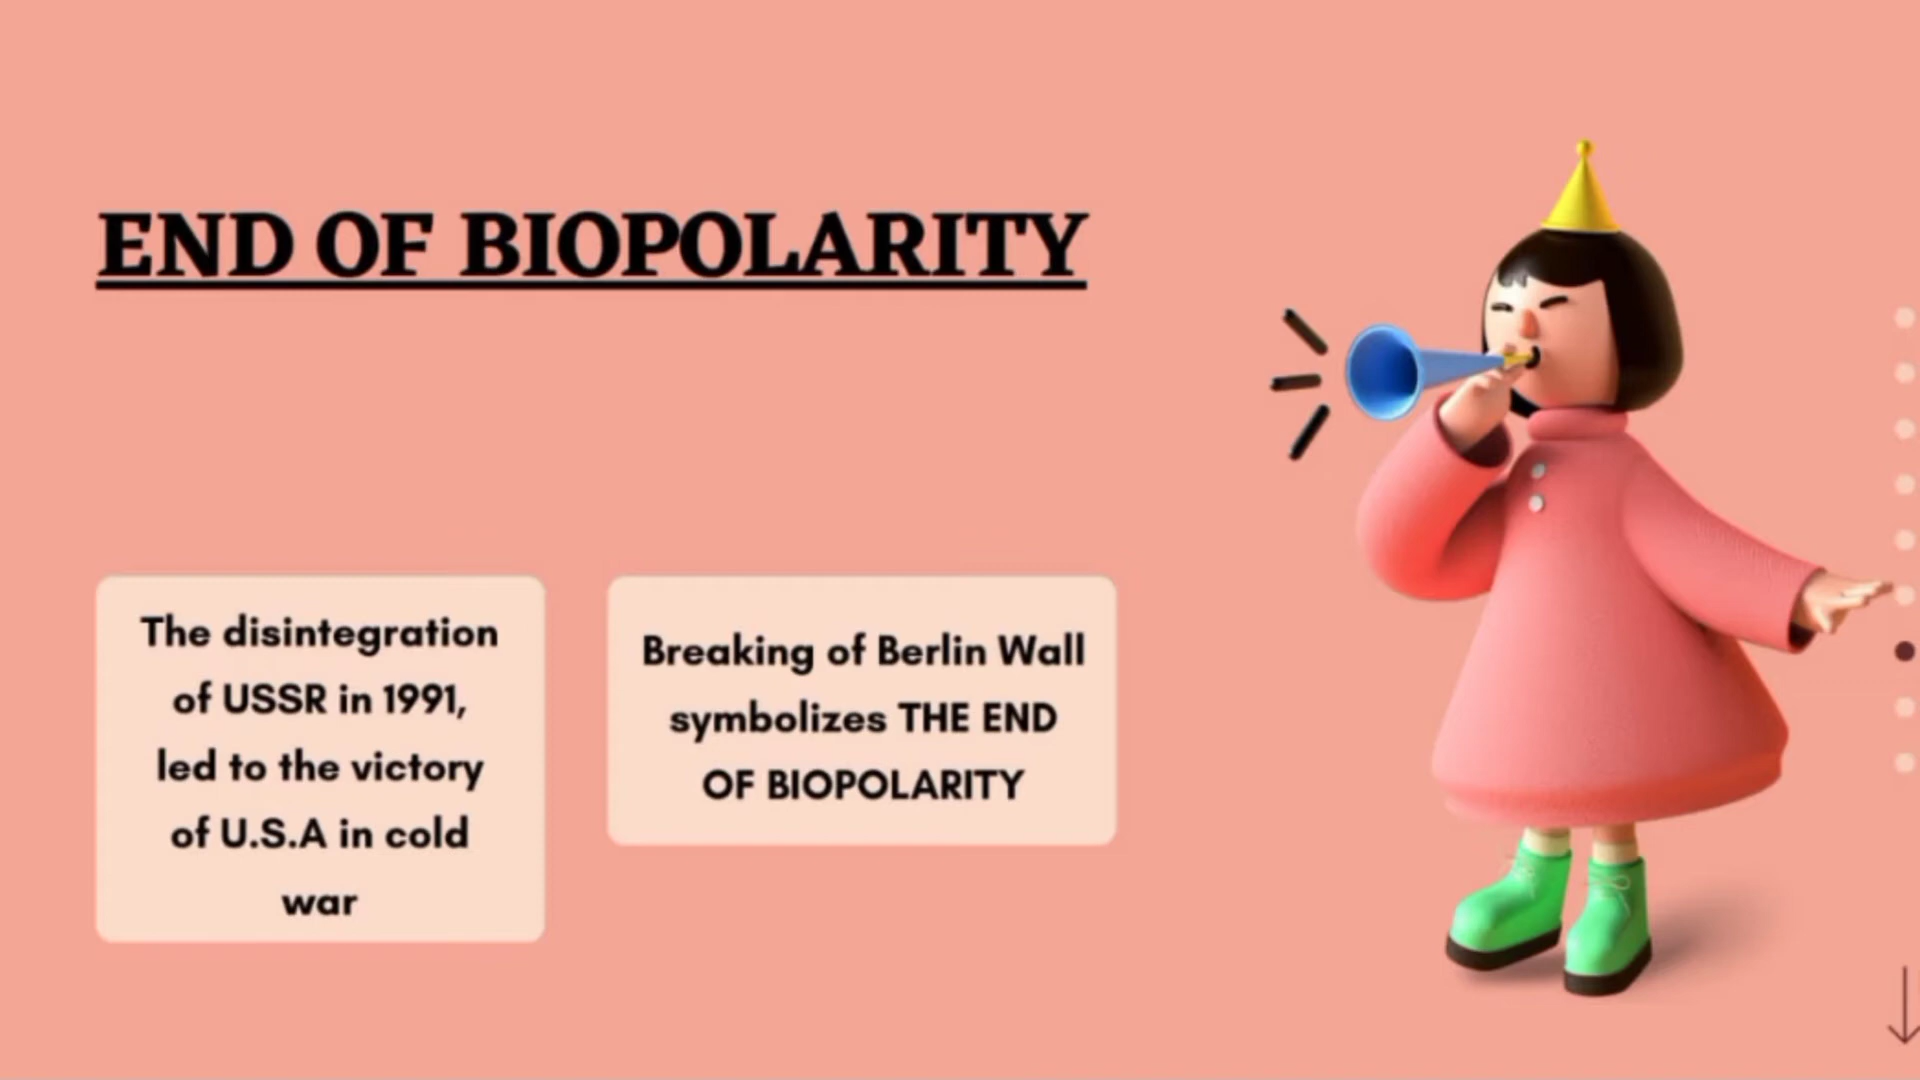 END OF BIOPOLARITY
The disintegration
of USSR in 1991,
led to the victory
of U.S.A in cold
war
Breaking of Berlin Wall
symbolizes THE END
OF BIOPOLARITY